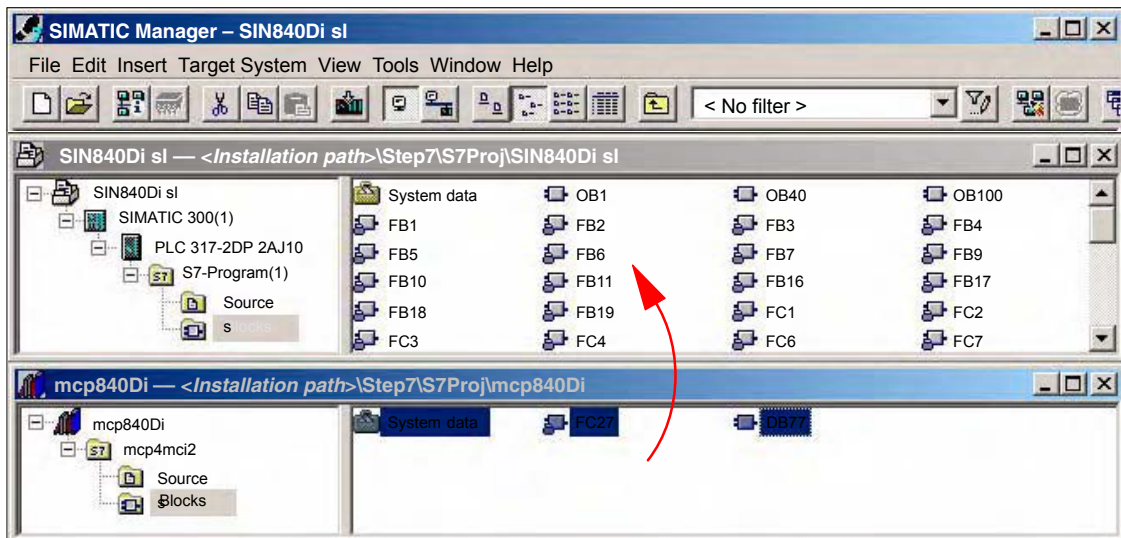 SIMATIC Manager – SIN840Di sl
File Edit Insert Target System View Tools Window Help
< No filter >
SIN840Di sl — <Installation path>\Step7\S7Proj\SIN840Di sl
SIN840Di sl
SIMATIC 300(1)
PLC 317-2DP 2AJ10
S7-Program(1)
Source
s locks
System data OB1 OB40 OB100
FB1 FB2 FB3 FB4
FB5 FB6 FB7 FB9
FB10 FB11 FB16 FB17
FB18 FB19 FC1 FC2
FC3 FC4 FC6 FC7
mcp840Di — <Installation path>\Step7\S7Proj\mcp840Di
mcp840Di
mcp4mci2
Source
Blocks
System data FC27 DB77